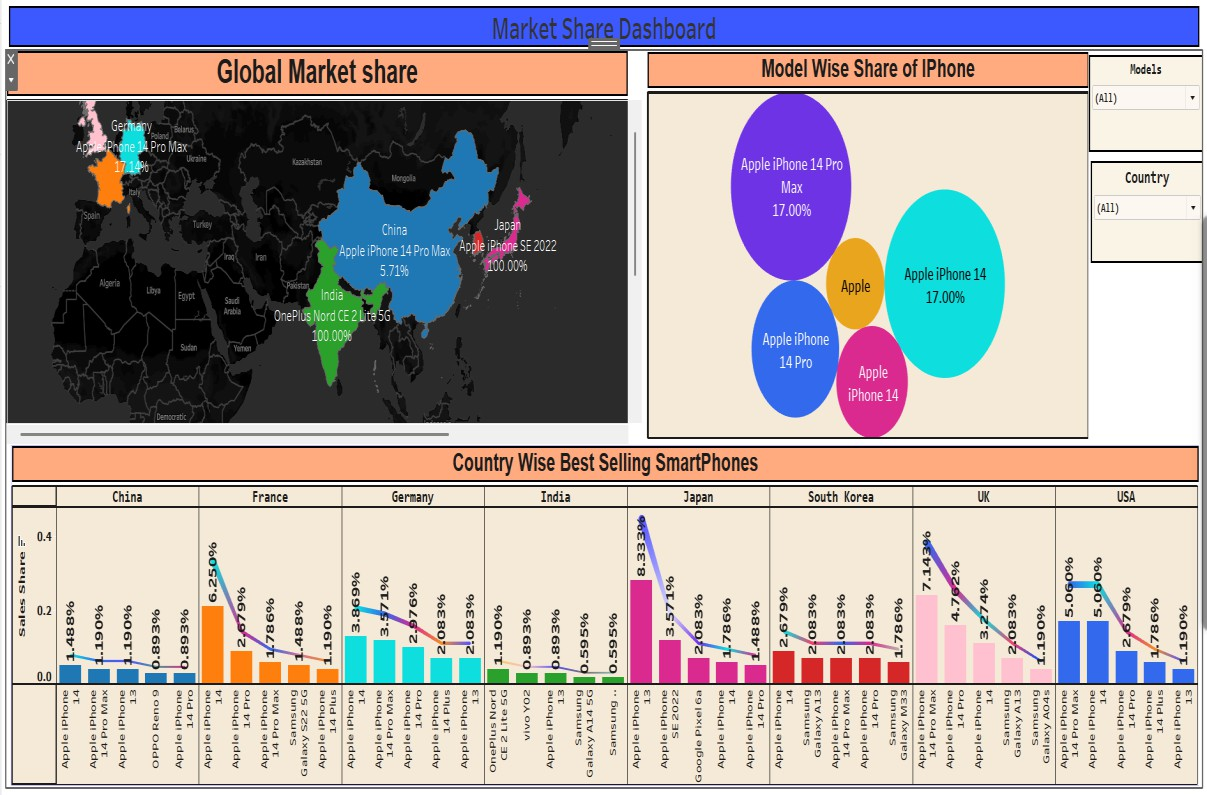 Market Share Dashboard
X
Global Market share
Model Wise Share of IPhone
Models
(All)
Country
(All)
Germany
Apple iPhone 14 Pro Max
17.14%
Belarus
Poland
Ukraine
Kazakhstan
Mongolia
Italy
Spain
Turkey
Iraq
Iran
Pakistan
Algeria
Libya
Egypt
Saudi
Arabia
Sudan
Yemen
Democratic
China
Apple iPhone 14 Pro Max
5.71%
Japan
Apple iPhone SE 2022
100.00%
India
OnePlus Nord CE 2 Lite 5G
100.00%
Apple iPhone 14 Pro
Max
17.00%
Apple iPhone 14
17.00%
Apple
Apple iPhone
14 Pro
Apple
iPhone 14
Country Wise Best Selling SmartPhones
China
France
Germany
India
Japan
South Korea
UK
USA
Sales Share
0.4
0.2
0.0
1.488%
1.190%
1.190%
0.893%
0.893%
6.250%
2.679%
1.786%
1.488%
1.190%
3.869%
3.571%
2.976%
2.083%
2.083%
1.190%
0.893%
0.893%
0.595%
0.595%
8.333%
3.571%
2.083%
1.786%
1.488%
2.679%
2.083%
2.083%
2.083%
1.786%
7.143%
4.762%
3.274%
2.083%
1.190%
5.060%
5.060%
2.679%
1.786%
1.190%
Apple iPhone
14
Apple iPhone
14 Pro Max
Apple iPhone
13
OPPO Reno 9
Apple iPhone
14 Pro
Apple iPhone
14
Apple iPhone
14 Pro
Apple iPhone
14 Pro Max
Samsung
Galaxy S22 5G
Apple iPhone
14 Plus
Apple iPhone
14
Apple iPhone
14 Pro Max
Apple iPhone
14 Pro
Apple iPhone
14 Plus
Apple iPhone
13
OnePlus Nord
CE 2 Lite 5G
vivo Y02
Apple iPhone
13
Samsung
Galaxy A14 5G
Samsung ..
Apple iPhone
13
Apple iPhone
SE 2022
Google Pixel 6a
Apple iPhone
14
Apple iPhone
14 Pro
Apple iPhone
14
Samsung
Galaxy A13
Apple iPhone
14 Pro Max
Apple iPhone
14 Pro
Samsung
Galaxy M33
Apple iPhone
14 Pro Max
Apple iPhone
14 Pro
Apple iPhone
14
Samsung
Galaxy A13
Samsung
Galaxy A04s
Apple iPhone
14 Pro Max
Apple iPhone
14
Apple iPhone
14 Pro
Apple iPhone
14 Plus
Apple iPhone
13